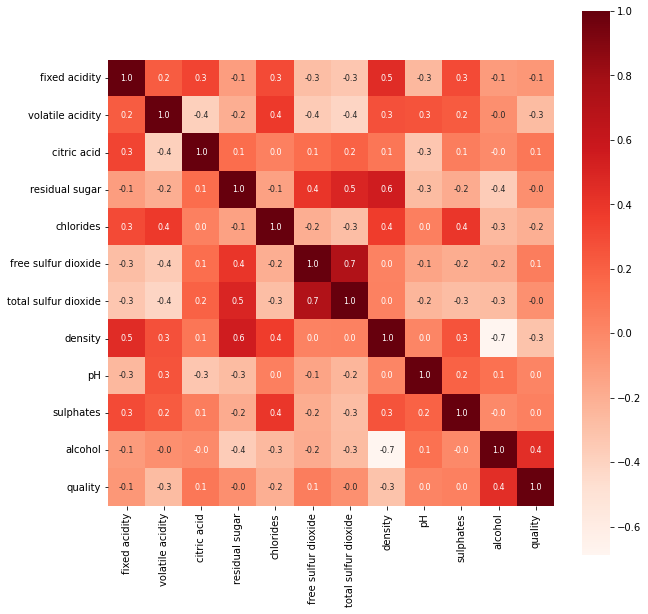 1.0
fixed acidity 1.0 0.2 0.3 -0.1 0.3 -0.3 -0.3 0.5 -0.3 0.3 -0.1 -0.1
0.8
volatile acidity 0.2 1.0 -0.4 -0.2 0.4 -0.4 -0.4 0.3 0.3 0.2 -0.0 -0.3
citric acid 0.3 -0.4 1.0 0.1 0.0 0.1 0.2 0.1 -0.3 0.1 -0.0 0.1
0.6
residual sugar -0.1 -0.2 0.1 1.0 -0.1 0.4 0.5 0.6 -0.3 -0.2 -0.4 -0.0
0.4
chlorides 0.3 0.4 0.0 -0.1 1.0 -0.2 -0.3 0.4 0.0 0.4 -0.3 -0.2
0.2
free sulfur dioxide -0.3 -0.4 0.1 0.4 -0.2 1.0 0.7 0.0 -0.1 -0.2 -0.2 0.1
total sulfur dioxide -0.3 -0.4 0.2 0.5 -0.3 0.7 1.0 0.0 -0.2 -0.3 -0.3 -0.0
0.0
density 0.5 0.3 0.1 0.6 0.4 0.0 0.0 1.0 0.0 0.3 -0.7 -0.3
pH -0.3 0.3 -0.3 -0.3 0.0 -0.1 -0.2 0.0 1.0 0.2 0.1 0.0
−0.2
sulphates 0.3 0.2 0.1 -0.2 0.4 -0.2 -0.3 0.3 0.2 1.0 -0.0 0.0
−0.4
alcohol -0.1 -0.0 -0.0 -0.4 -0.3 -0.2 -0.3 -0.7 0.1 -0.0 1.0 0.4
quality -0.1 -0.3 0.1 -0.0 -0.2 0.1 -0.0 -0.3 0.0 0.0 0.4 1.0
−0.6
fixed acidity
volatile acidity
citric acid
residual sugar
chlorides
free sulfur dioxide
total sulfur dioxide
density
pH
sulphates
alcohol
quality